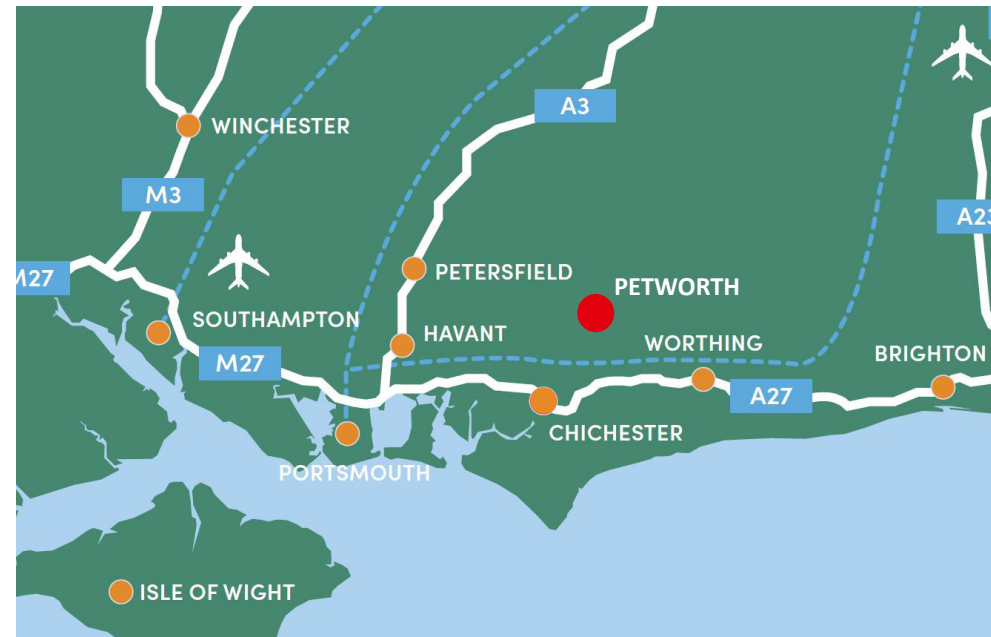 A3
WINCHESTER
M3
A23
PETERSFIELD
M27
PETWORTH
SOUTHAMPTON
HAVANT
WORTHING
BRIGHTON
M27
A27
CHICHESTER
PORTSMOUTH
ISLE OF WIGHT